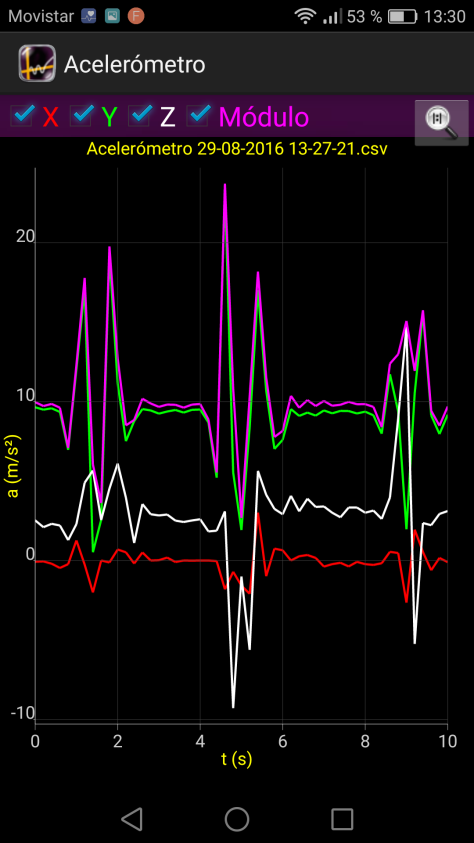 Movistar F 53 % 13:30
Acelerómetro
X Y Z Módulo
Acelerómetro 29-08-2016 13-27-21.csv
20
10
0
-10
a (m/s²)
0 2 4 6 8 10
t (s)